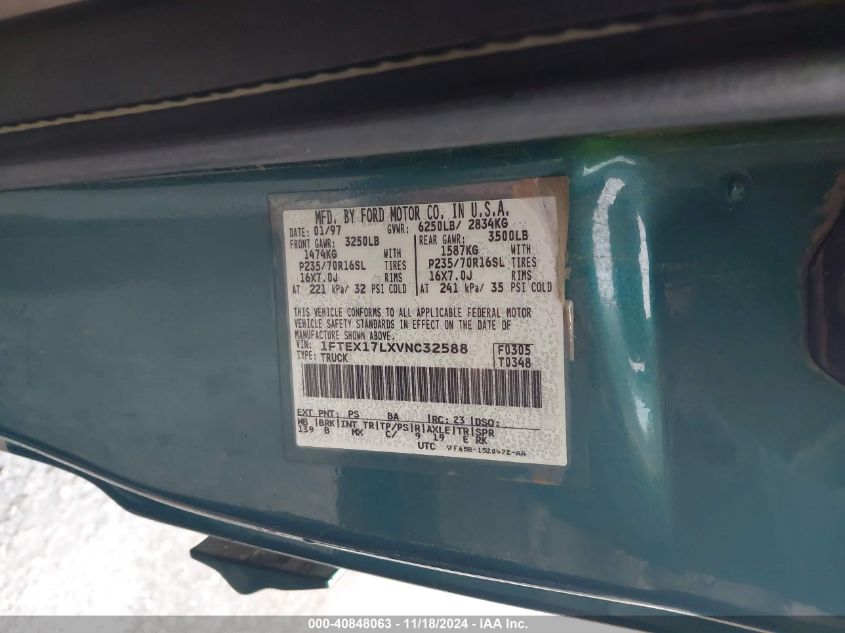 MFD. BY FORD MOTOR CO. IN U.S.A.
DATE: 01/97 GVWR: 6250LB/ 2834KG
FRONT GAWR: 3250LB REAR GAWR: 3500LB
1474KG WITH 1587KG WITH
P235/70R16SL TIRES P235/70R16SL TIRES
16X7.0J RIMS 16X7.0J RIMS
AT 221 kPa/ 32 PSI COLD AT 241 kPa/ 35 PSI COLD
THIS VEHICLE CONFORMS TO ALL APPLICABLE FEDERAL MOTOR
VEHICLE SAFETY STANDARDS IN EFFECT ON THE DATE OF
MANUFACTURE SHOWN ABOVE.
VIN: 1FTEX17LXVNC32588 F0305
TYPE: TRUCK T0348
EXT PNT: PS BA RC: 23 DSO:
WB BRK INT TR TP/PS R AXLE TR SPR
139 B MX C/ 9 19 E RK
UTC
000-40848063 - 11/18/2024 - IAA Inc.